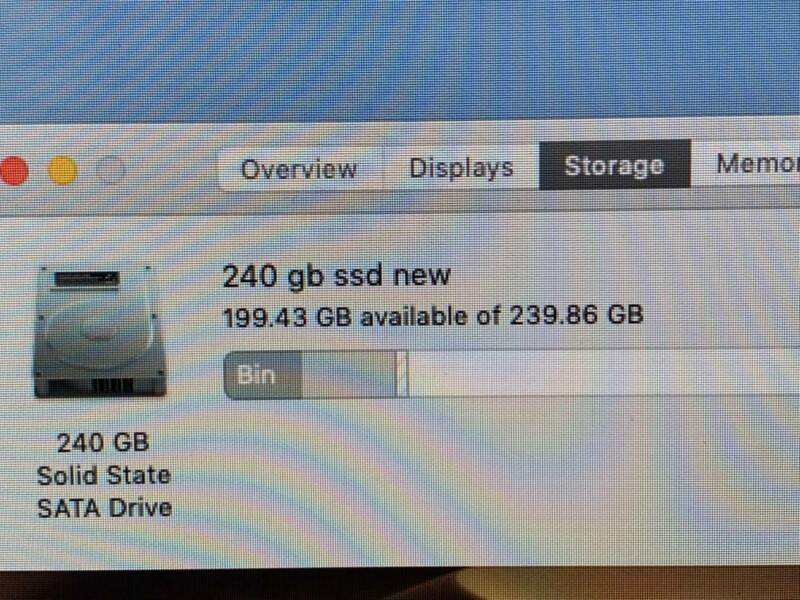 Overview Displays Storage Memor
240 gb ssd new
199.43 GB available of 239.86 GB
Bin
240 GB
Solid State
SATA Drive